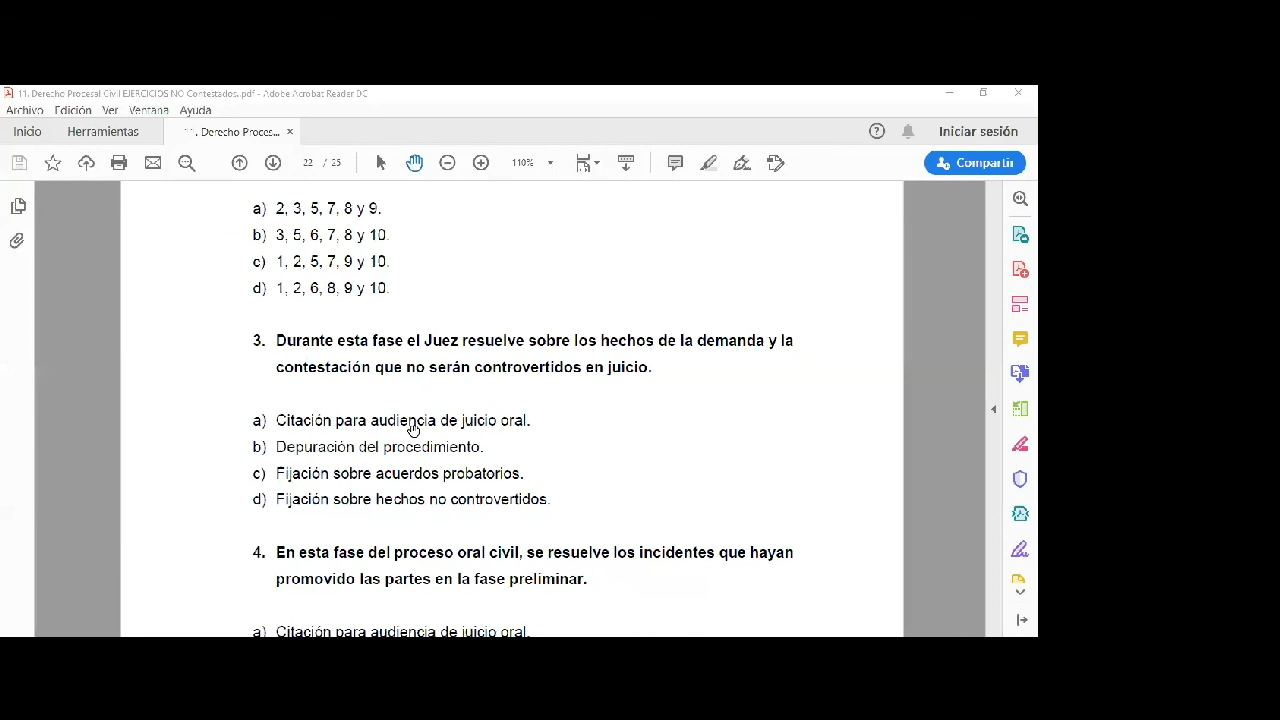 11. Derecho Procesal Civil EJERCICIOS NO Contestados..pdf - Adobe Acrobat Reader DC
Archivo Edición Ver Ventana Ayuda
Inicio Herramientas 11. Derecho Proces... ×
Iniciar sesión
22 / 25 110% Compartir
a) 2, 3, 5, 7, 8 y 9.
b) 3, 5, 6, 7, 8 y 10.
c) 1, 2, 5, 7, 9 y 10.
d) 1, 2, 6, 8, 9 y 10.
3. Durante esta fase el Juez resuelve sobre los hechos de la demanda y la
contestación que no serán controvertidos en juicio.
a) Citación para audiencia de juicio oral.
b) Depuración del procedimiento.
c) Fijación sobre acuerdos probatorios.
d) Fijación sobre hechos no controvertidos.
4. En esta fase del proceso oral civil, se resuelve los incidentes que hayan
promovido las partes en la fase preliminar.
a) Citación para audiencia de juicio oral.